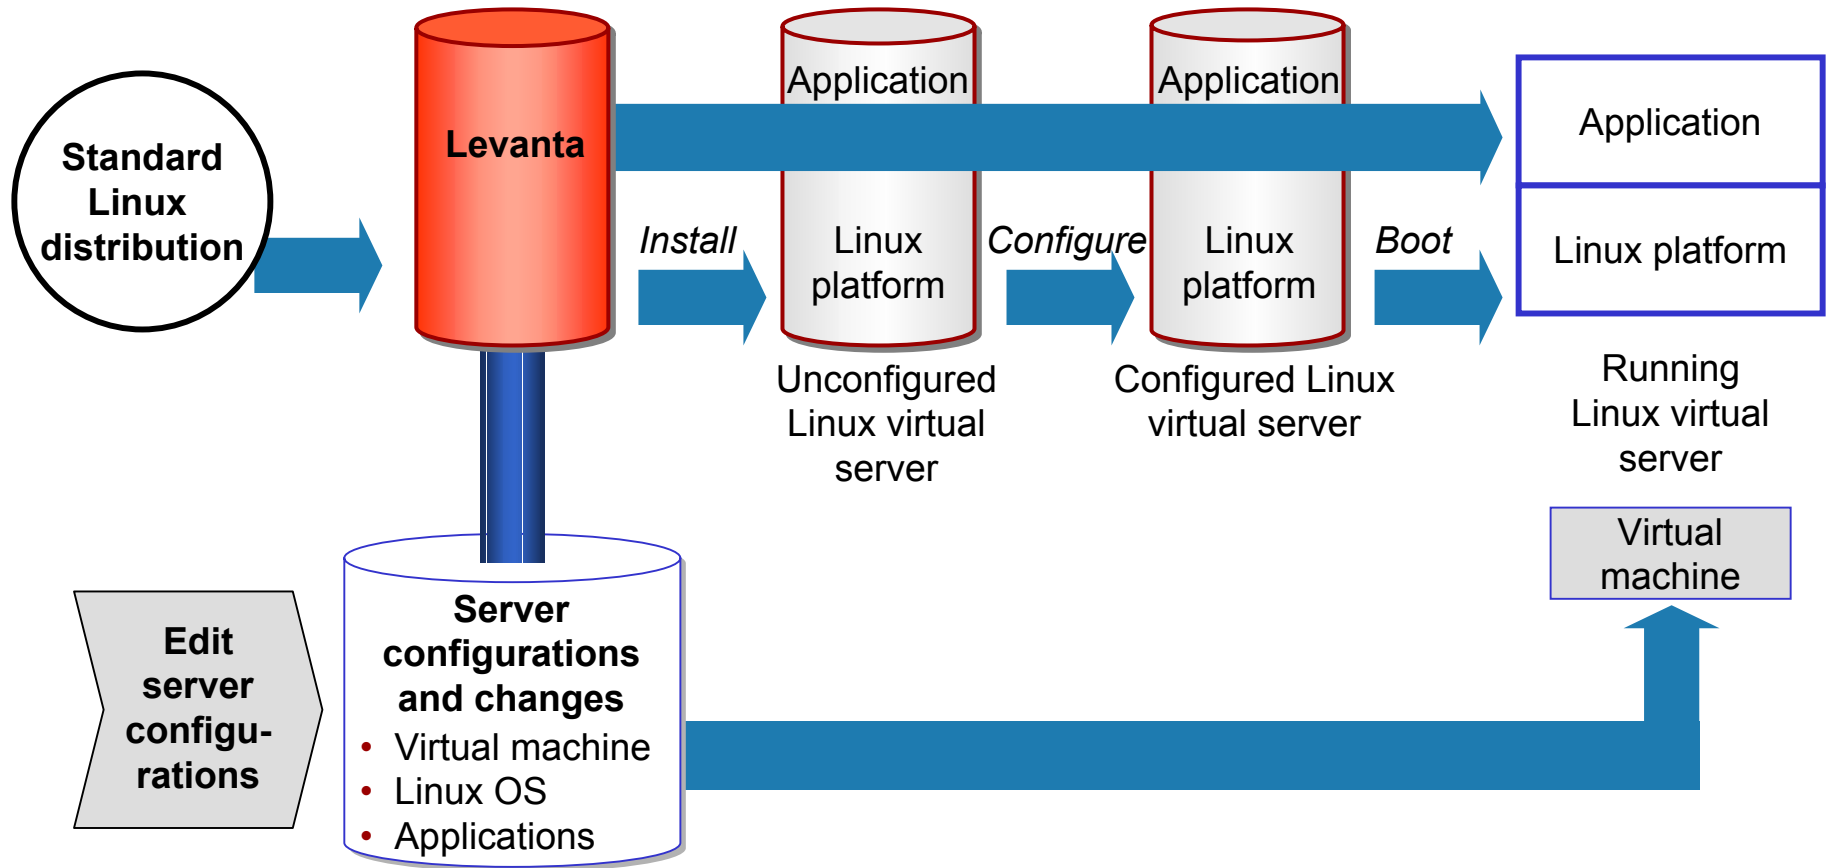 Standard
Linux
distribution
Levanta
Install
Application
Linux
platform
Unconfigured
Linux virtual
server
Configure
Application
Linux
platform
Configured Linux
virtual server
Boot
Application
Linux platform
Running
Linux virtual
server
Virtual
machine
Edit
server
configu-
rations
Server
configurations
and changes
• Virtual machine
• Linux OS
• Applications